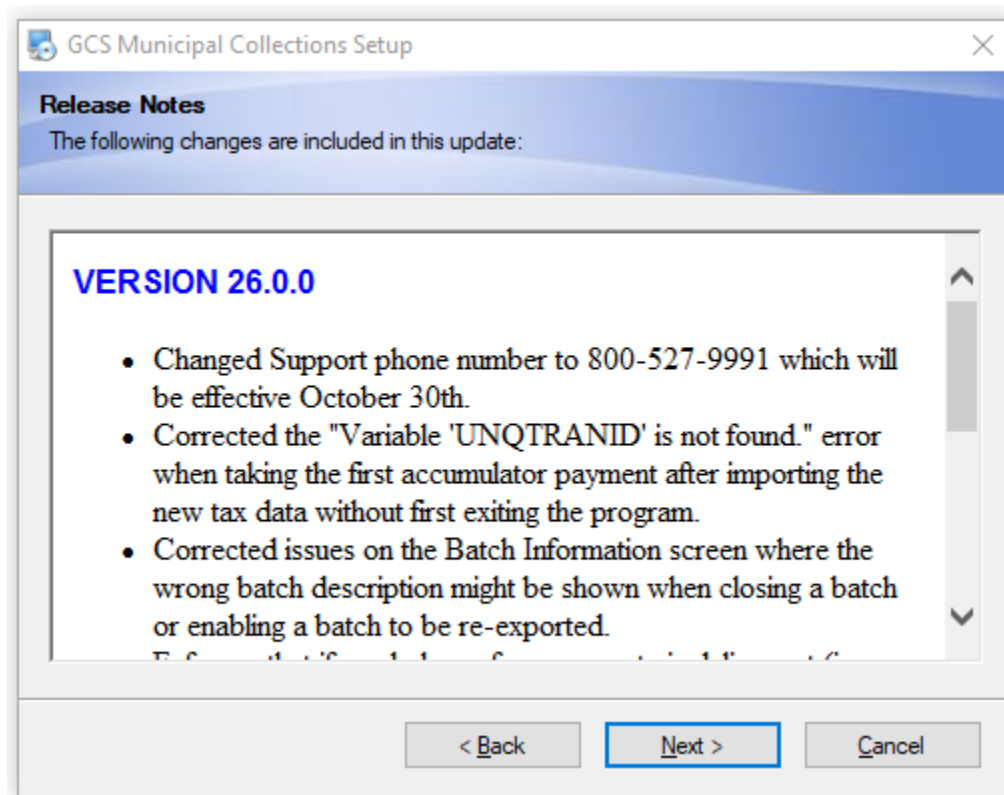 GCS Municipal Collections Setup
Release Notes
The following changes are included in this update:
VERSION 26.0.0
• Changed Support phone number to 800-527-9991 which will
be effective October 30th.
• Corrected the "Variable 'UNQTRANID' is not found." error
when taking the first accumulator payment after importing the
new tax data without first exiting the program.
• Corrected issues on the Batch Information screen where the
wrong batch description might be shown when closing a batch
or enabling a batch to be re-exported.
< Back
Next >
Cancel